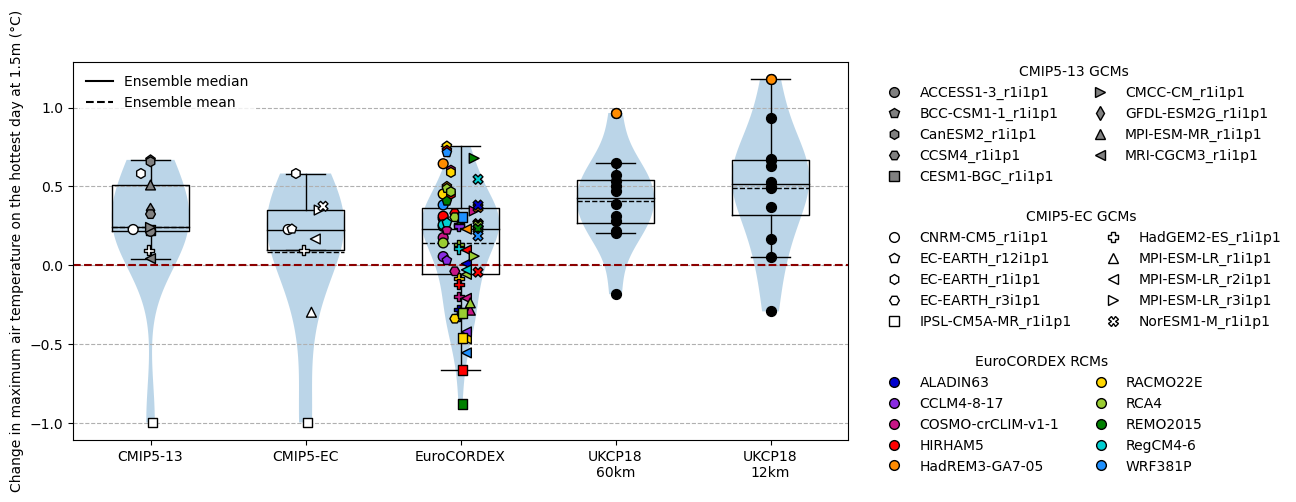 Change in maximum air temperature on the hottest day at 1.5m (°C)
Ensemble median
Ensemble mean
1.0
0.5
0.0
−0.5
−1.0
CMIP5-13
CMIP5-EC
EuroCORDEX
UKCP18
60km
UKCP18
12km
CMIP5-13 GCMs
ACCESS1-3_r1i1p1
BCC-CSM1-1_r1i1p1
CanESM2_r1i1p1
CCSM4_r1i1p1
CESM1-BGC_r1i1p1
CMCC-CM_r1i1p1
GFDL-ESM2G_r1i1p1
MPI-ESM-MR_r1i1p1
MRI-CGCM3_r1i1p1
CMIP5-EC GCMs
CNRM-CM5_r1i1p1
EC-EARTH_r12i1p1
EC-EARTH_r1i1p1
EC-EARTH_r3i1p1
IPSL-CM5A-MR_r1i1p1
HadGEM2-ES_r1i1p1
MPI-ESM-LR_r1i1p1
MPI-ESM-LR_r2i1p1
MPI-ESM-LR_r3i1p1
NorESM1-M_r1i1p1
EuroCORDEX RCMs
ALADIN63
CCLM4-8-17
COSMO-crCLIM-v1-1
HIRHAM5
HadREM3-GA7-05
RACMO22E
RCA4
REMO2015
RegCM4-6
WRF381P